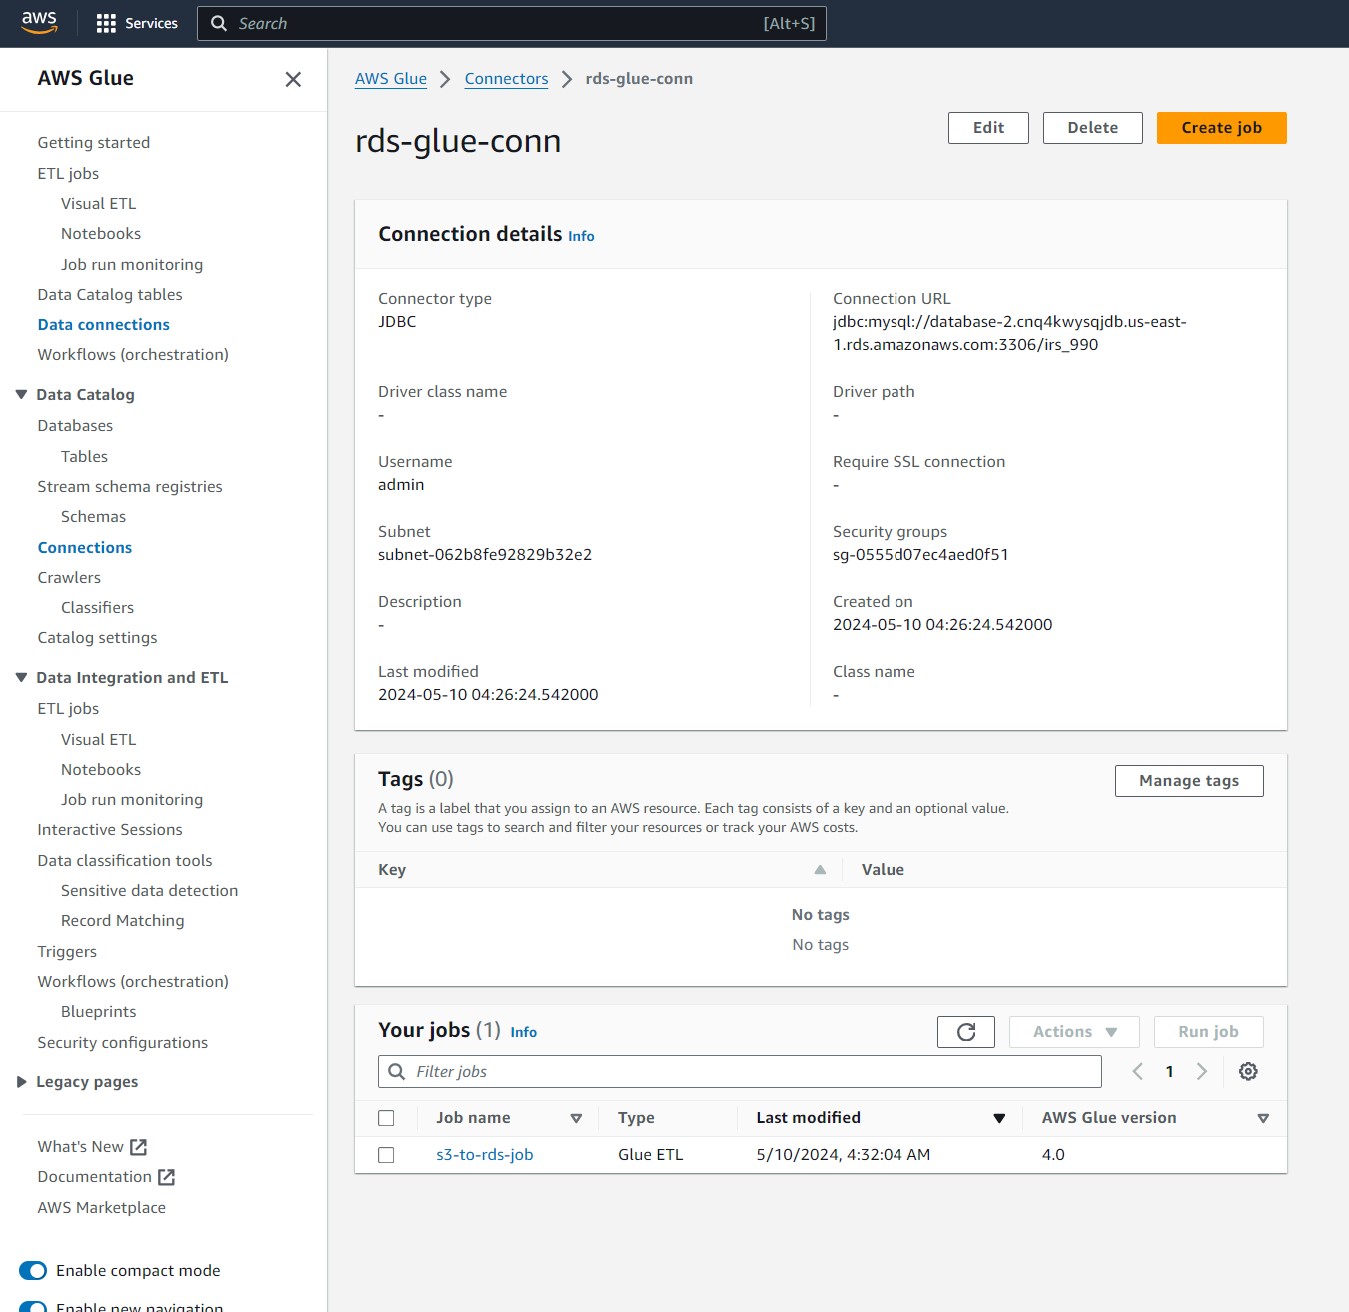 aws
Services
Search
[Alt+S]
AWS Glue
Getting started
ETL jobs
Visual ETL
Notebooks
Job run monitoring
Data Catalog tables
Data connections
Workflows (orchestration)
Data Catalog
Databases
Tables
Stream schema registries
Schemas
Connections
Crawlers
Classifiers
Catalog settings
Data Integration and ETL
ETL jobs
Visual ETL
Notebooks
Job run monitoring
Interactive Sessions
Data classification tools
Sensitive data detection
Record Matching
Triggers
Workflows (orchestration)
Blueprints
Security configurations
Legacy pages
What's New
Documentation
AWS Marketplace
Enable compact mode
Enable new navigation
AWS Glue
Connectors
rds-glue-conn
rds-glue-conn
Edit
Delete
Create job
Connection details Info
Connector type
JDBC
Connection URL
jdbc:mysql://database-2.cnq4kwysqjdb.us-east-
1.rds.amazonaws.com:3306/irs_990
Driver class name
-
Driver path
-
Username
admin
Require SSL connection
-
Subnet
subnet-062b8fe92829b32e2
Security groups
sg-0555d07ec4aed0f51
Description
-
Created on
2024-05-10 04:26:24.542000
Last modified
2024-05-10 04:26:24.542000
Class name
-
Tags (0)
Manage tags
A tag is a label that you assign to an AWS resource. Each tag consists of a key and an optional value.
You can use tags to search and filter your resources or track your AWS costs.
Key
Value
No tags
No tags
Your jobs (1) Info
Actions
Run job
Filter jobs
1
Job name
Type
Last modified
AWS Glue version
s3-to-rds-job
Glue ETL
5/10/2024, 4:32:04 AM
4.0